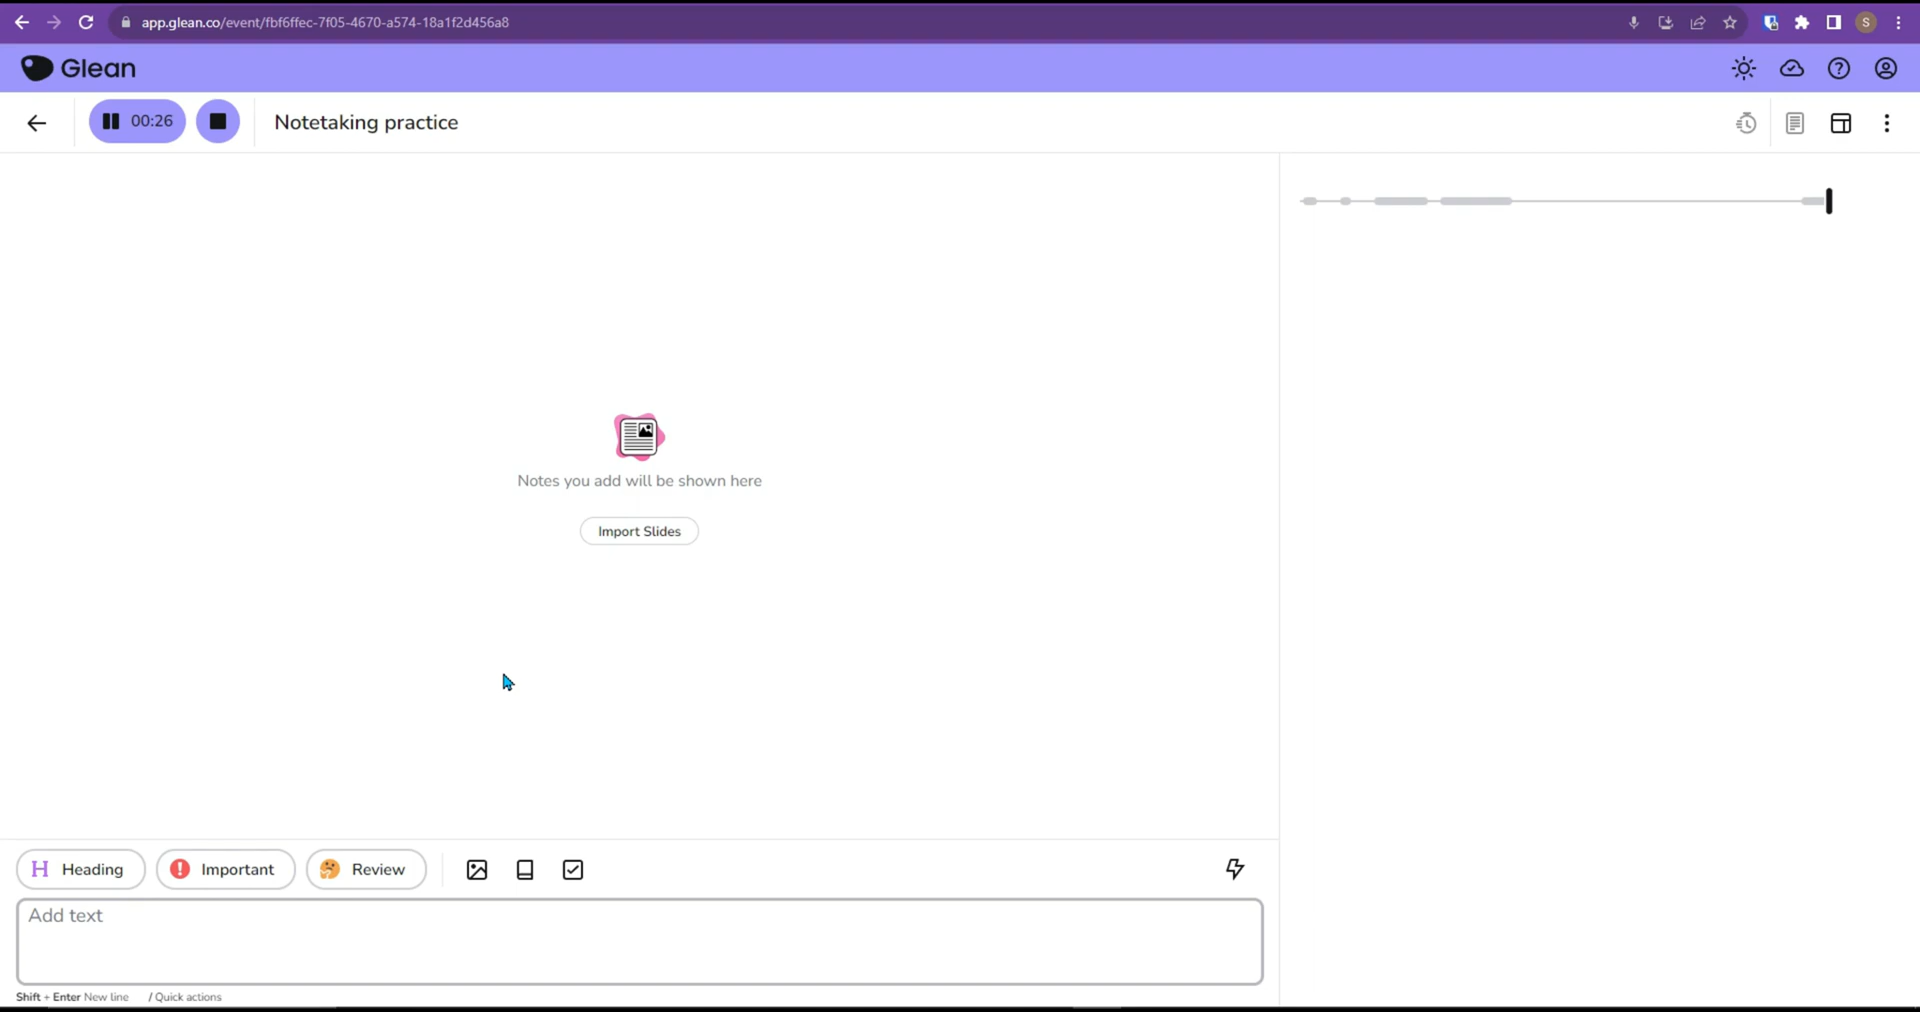 app.glean.co/event/fbf6ffec-7f05-4670-a574-18a1f2d456a8
S
Glean
00:26
Notetaking practice
Notes you add will be shown here
Import Slides
H Heading
Important
Review
Add text
Shift + Enter New line / Quick actions